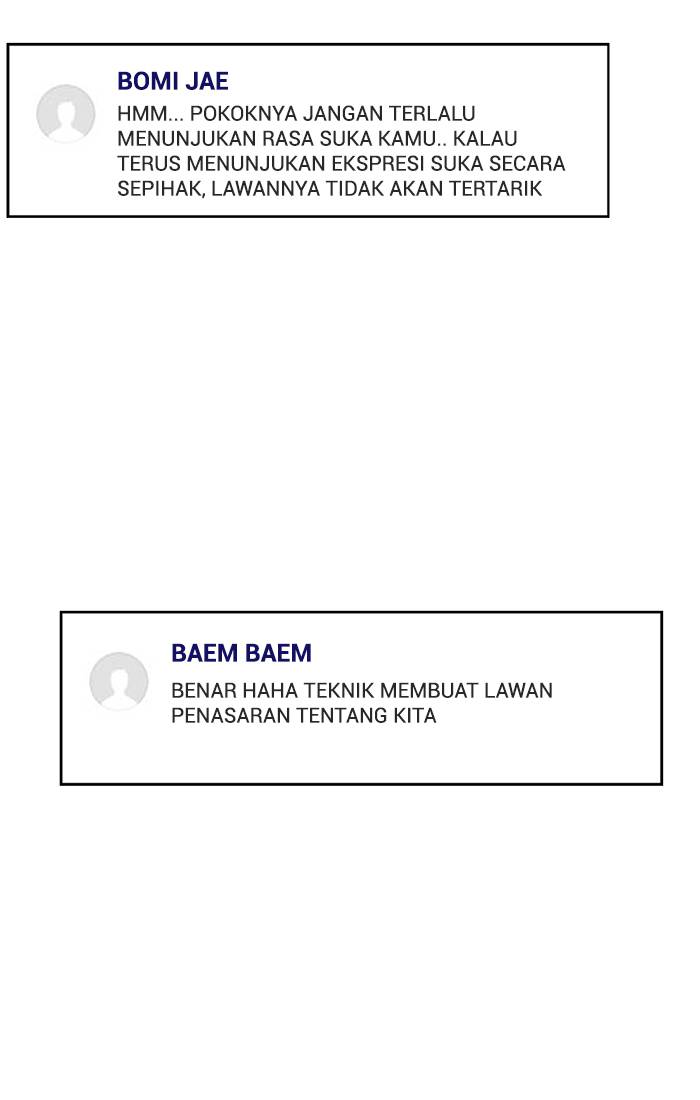 BOMI JAE
HMM... POKOKNYA JANGAN TERLALU
MENUNJUKAN RASA SUKA KAMU.. KALAU
TERUS MENUNJUKAN EKSPRESI SUKA SECARA
SEPIHAK, LAWANNYA TIDAK AKAN TERTARIK
BAEM BAEM
BENAR HAHA TEKNIK MEMBUAT LAWAN
PENASARAN TENTANG KITA